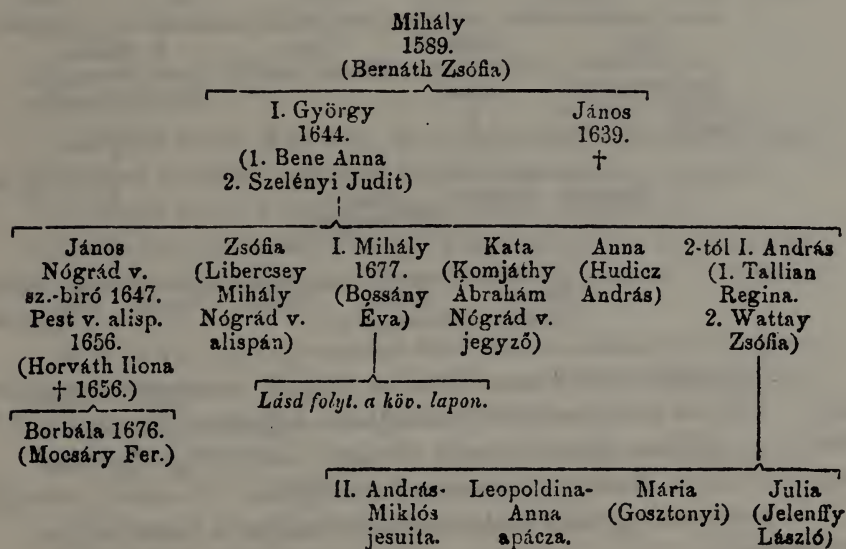 Mihály
1589.
(Bernáth Zsófia)
I. György
1644.
(1. Bene Anna
2. Szelényi Judit)
János
1639.
†
János
Nógrád v.
sz.-biró 1647.
Pest v. alisp.
1656.
(Horváth Ilona
† 1656.)
Borbála 1676.
(Mocsáry Fer.)
Zsófia
(Libercsey
Mihály
Nógrád v.
alispán)
I. Mihály
1677.
(Bossány
Éva)
Lásd folyt. a köv. lapon.
Kata
(Komjáthy
Ábrahám
Nógrád v.
jegyző)
Anna
(Hudicz
András)
2-tól I. András
(1. Tallian
Regina.
2. Wattay
Zsófia)
II. András-
Miklós
jesuita.
Leopoldina-
Anna
apácza.
Mária
(Gosztonyi)
Julia
(Jelenffy
László)